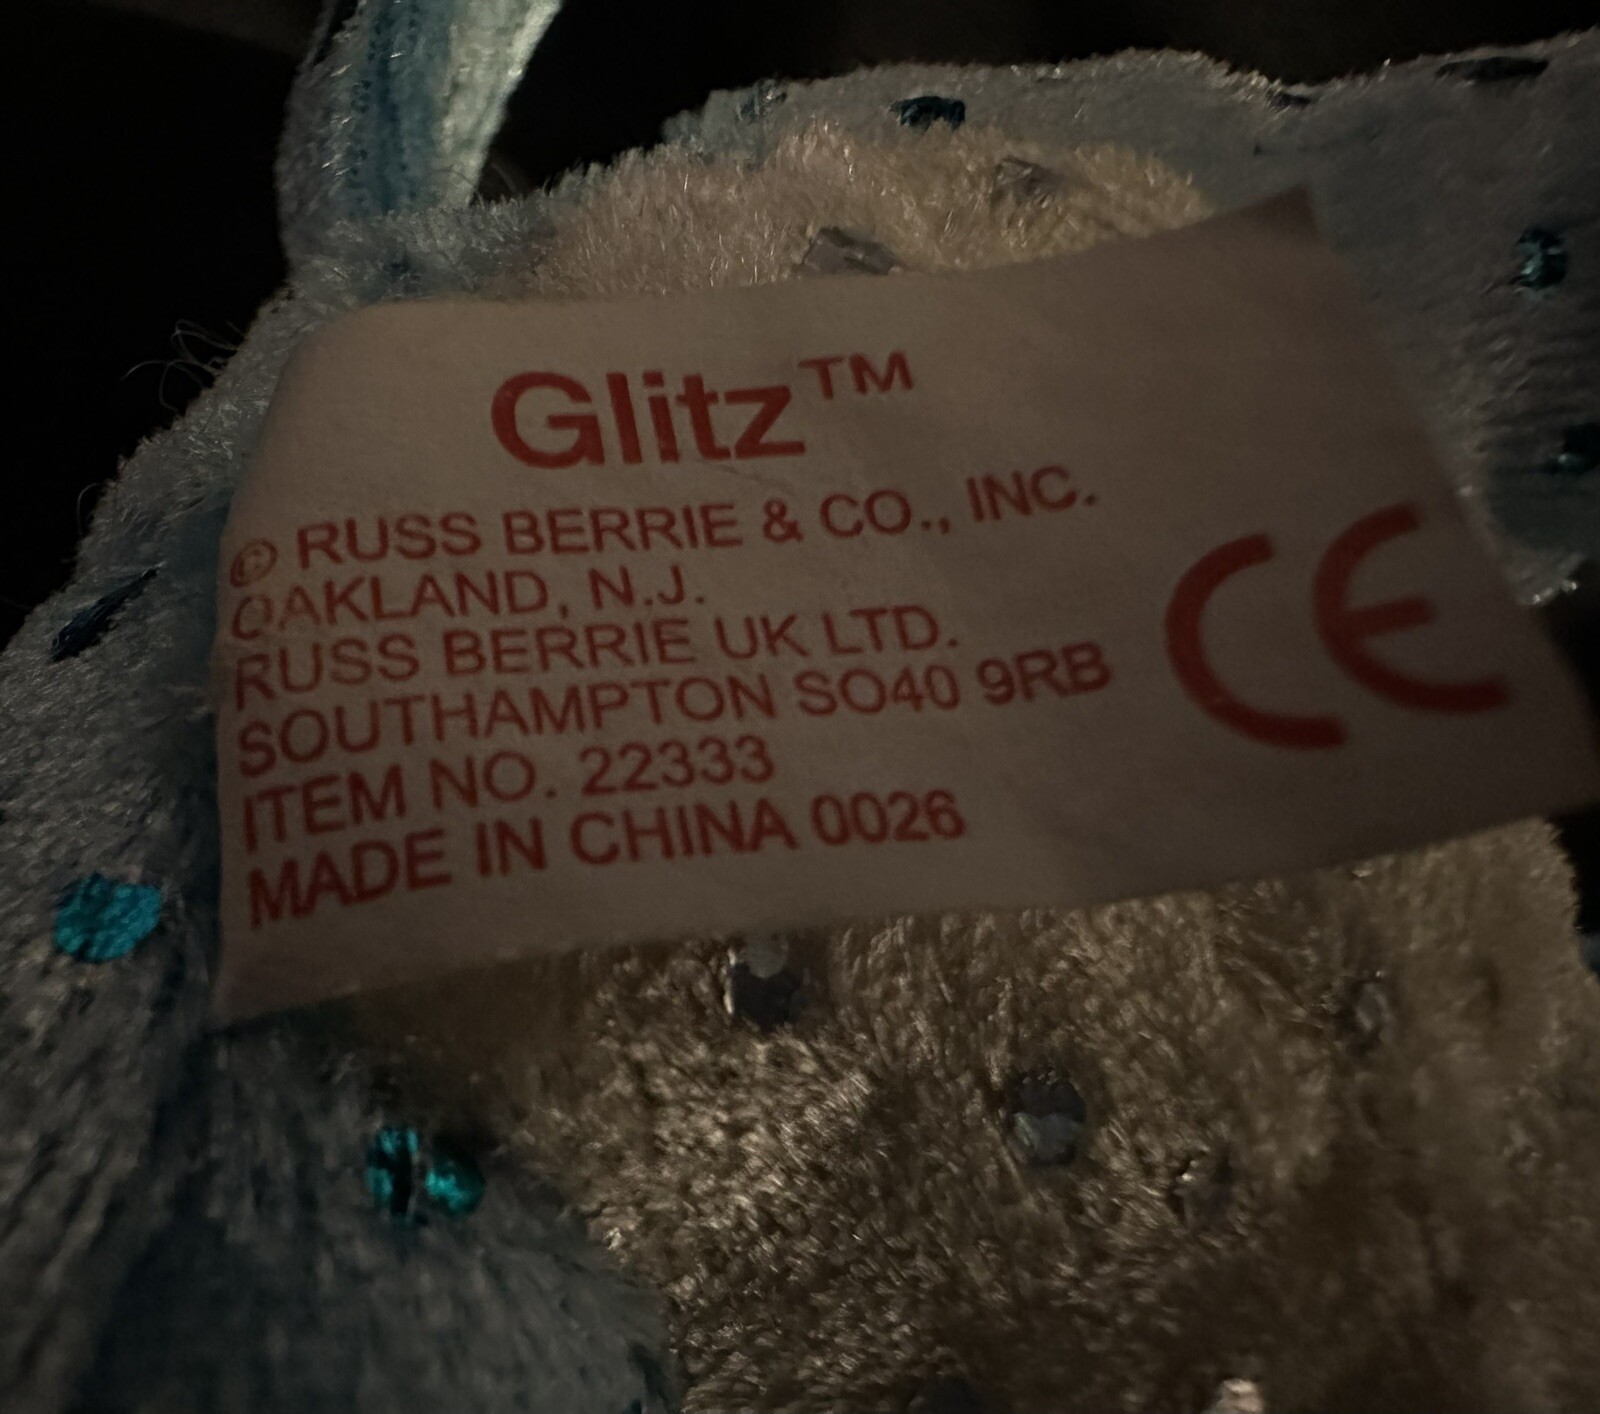 Glitz™
© RUSS BERRIE & CO., INC.
OAKLAND, N.J.
RUSS BERRIE UK LTD.
SOUTHAMPTON SO40 9RB
ITEM NO. 22333
MADE IN CHINA 0026
CE